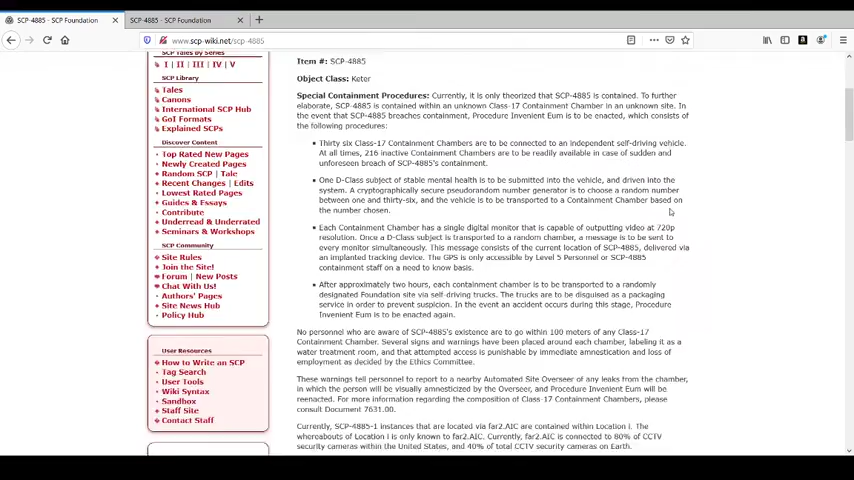 SCP-4885 - SCP Foundation
SCP-4885 - SCP Foundation
www.scp-wiki.net/scp-4885
SCP Tales by Series
I | II | III | IV | V
SCP Library
Tales
Canons
International SCP Hub
GoI Formats
Explained SCPs
Discover Content
Top Rated New Pages
Newly Created Pages
Random SCP | Tale
Recent Changes | Edits
Lowest Rated Pages
Guides & Essays
Contribute
Underread & Underrated
Seminars & Workshops
SCP Community
Site Rules
Join the Site!
Forum | New Posts
Chat With Us!
Authors' Pages
Site News Hub
Policy Hub
User Resources
How to Write an SCP
Tag Search
User Tools
Wiki Syntax
Sandbox
Staff Site
Contact Staff
Item #: SCP-4885
Object Class: Keter
Special Containment Procedures: Currently, it is only theorized that SCP-4885 is contained. To further
elaborate, SCP-4885 is contained within an unknown Class-17 Containment Chamber in an unknown site. In
the event that SCP-4885 breaches containment, Procedure Invenient Eum is to be enacted, which consists of
the following procedures:
Thirty six Class-17 Containment Chambers are to be connected to an independent self-driving vehicle.
At all times, 216 inactive Containment Chambers are to be readily available in case of sudden and
unforeseen breach of SCP-4885's containment.
One D-Class subject of stable mental health is to be submitted into the vehicle, and driven into the
system. A cryptographically secure pseudorandom number generator is to choose a random number
between one and thirty-six, and the vehicle is to be transported to a Containment Chamber based on
the number chosen.
Each Containment Chamber has a single digital monitor that is capable of outputting video at 720p
resolution. Once a D-Class subject is transported to a random chamber, a message is to be sent to
every monitor simultaneously. This message consists of the current location of SCP-4885, delivered via
an implanted tracking device. The GPS is only accessible by Level 5 Personnel or SCP-4885
containment staff on a need to know basis.
After approximately two hours, each containment chamber is to be transported to a randomly
designated Foundation site via self-driving trucks. The trucks are to be disguised as a packaging
service in order to prevent suspicion. In the event an accident occurs during this stage, Procedure
Invenient Eum is to be enacted again.
No personnel who are aware of SCP-4885's existence are to go within 100 meters of any Class-17
Containment Chamber. Several signs and warnings have been placed around each chamber, labeling it as a
water treatment room, and that attempted access is punishable by immediate amnestication and loss of
employment as decided by the Ethics Committee.
These warnings tell personnel to report to a nearby Automated Site Overseer of any leaks from the chamber,
in which the person will be visually amnesticized by the Overseer, and Procedure Invenient Eum will be
reenacted. For more information regarding the composition of Class-17 Containment Chambers, please
consult Document 7631.00.
Currently, SCP-4885-1 instances that are located via far2.AIC are contained within Location i. The
whereabouts of Location i is only known to far2.AIC. Currently, far2.AIC is connected to 80% of CCTV
security cameras within the United States, and 40% of total CCTV security cameras on Earth.